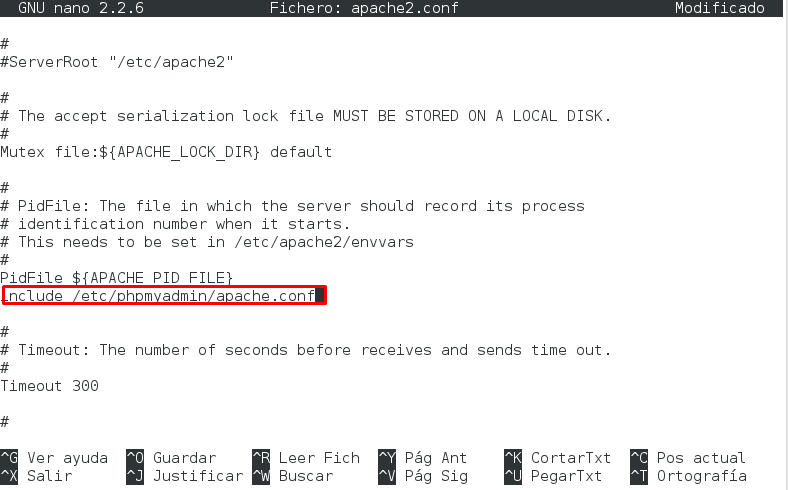 GNU nano 2.2.6 Fichero: apache2.conf Modificado
#
#ServerRoot "/etc/apache2"
#
# The accept serialization lock file MUST BE STORED ON A LOCAL DISK.
#
Mutex file:${APACHE_LOCK_DIR} default
#
# PidFile: The file in which the server should record its process
# identification number when it starts.
# This needs to be set in /etc/apache2/envvars
#
PidFile ${APACHE_PID_FILE}
include /etc/phpmyadmin/apache.conf
#
# Timeout: The number of seconds before receives and sends time out.
#
Timeout 300
#
^G Ver ayuda ^O Guardar ^R Leer Fich ^Y Pág Ant ^K CortarTxt ^C Pos actual
^X Salir ^J Justificar ^W Buscar ^V Pág Sig ^U PegarTxt ^T Ortografía